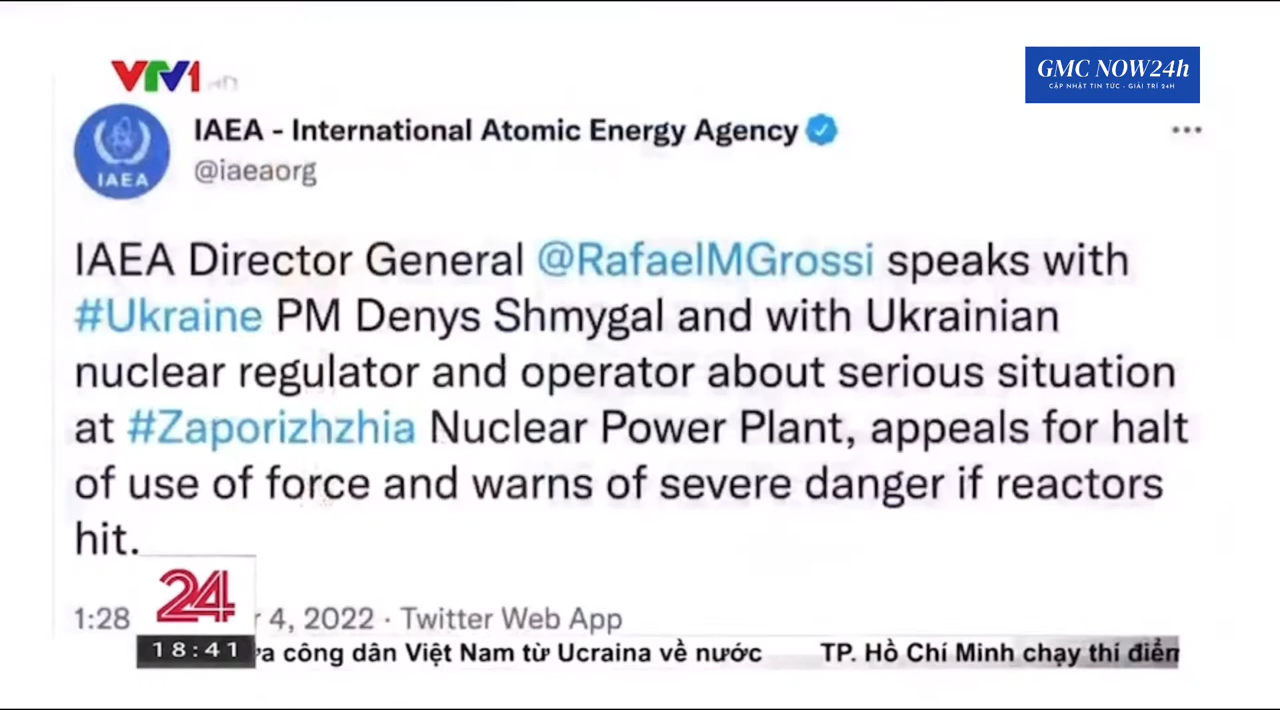 VTV1 HD
GMC NOW24h
CẬP NHẬT TIN TỨC - GIẢI TRÍ 24H
IAEA - International Atomic Energy Agency
@iaeaorg
IAEA
IAEA Director General @RafaelMGrossi speaks with
#Ukraine PM Denys Shmygal and with Ukrainian
nuclear regulator and operator about serious situation
at #Zaporizhzhia Nuclear Power Plant, appeals for halt
of use of force and warns of severe danger if reactors
hit.
24
1:28 r 4, 2022 · Twitter Web App
18:41 ưa công dân Việt Nam từ Ucraina về nước TP. Hồ Chí Minh chạy thí điểm